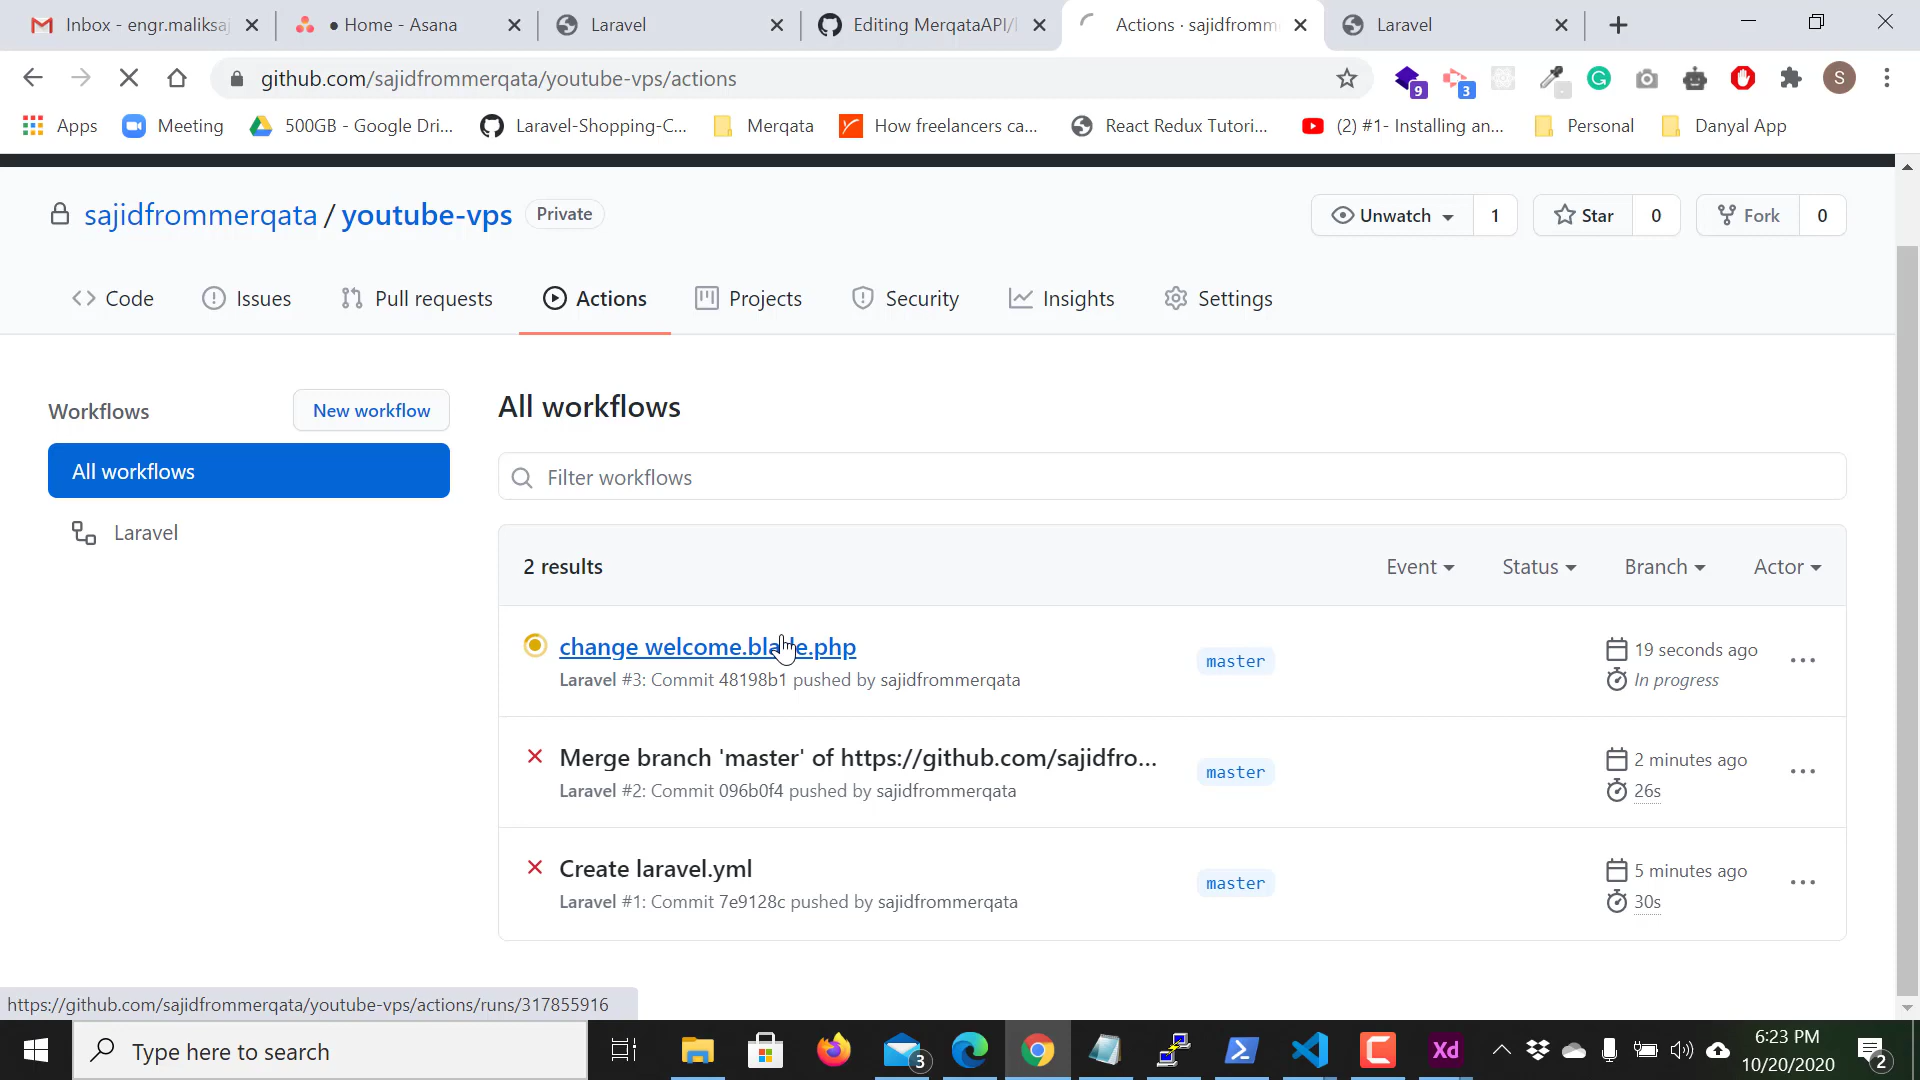 Inbox - engr.maliksaj
● Home - Asana
Laravel
Editing MerqataAPI/
Actions · sajidfromm
Laravel
github.com/sajidfrommerqata/youtube-vps/actions
9
3
S
Apps
Meeting
500GB - Google Dri...
Laravel-Shopping-C...
Merqata
How freelancers ca...
React Redux Tutori...
(2) #1- Installing an...
Personal
Danyal App
sajidfrommerqata / youtube-vps Private
Unwatch 1
Star 0
Fork 0
Code
Issues
Pull requests
Actions
Projects
Security
Insights
Settings
Workflows
New workflow
All workflows
Laravel
All workflows
Filter workflows
2 results
Event
Status
Branch
Actor
change welcome.blade.php
Laravel #3: Commit 48198b1 pushed by sajidfrommerqata
master
19 seconds ago
In progress
Merge branch 'master' of https://github.com/sajidfro...
Laravel #2: Commit 096b0f4 pushed by sajidfrommerqata
master
2 minutes ago
26s
Create laravel.yml
Laravel #1: Commit 7e9128c pushed by sajidfrommerqata
master
5 minutes ago
30s
https://github.com/sajidfrommerqata/youtube-vps/actions/runs/317855916
Type here to search
3
Xd
6:23 PM
10/20/2020
2